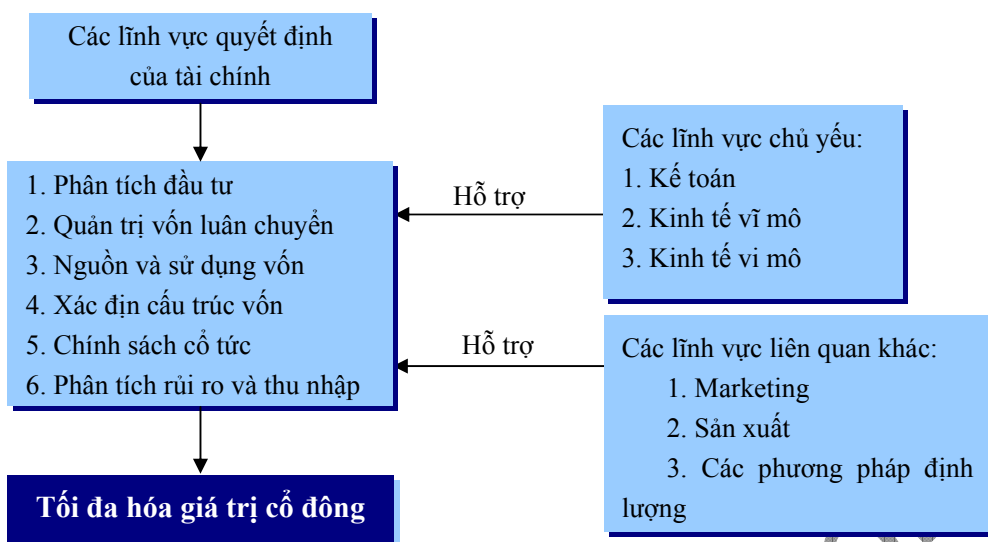 Các lĩnh vực quyết định
của tài chính
1. Phân tích đầu tư
2. Quản trị vốn luân chuyển
3. Nguồn và sử dụng vốn
4. Xác địn cấu trúc vốn
5. Chính sách cổ tức
6. Phân tích rủi ro và thu nhập
Tối đa hóa giá trị cổ đông
Hỗ trợ
Các lĩnh vực chủ yếu:
1. Kế toán
2. Kinh tế vĩ mô
3. Kinh tế vi mô
Hỗ trợ
Các lĩnh vực liên quan khác:
1. Marketing
2. Sản xuất
3. Các phương pháp định
lượng